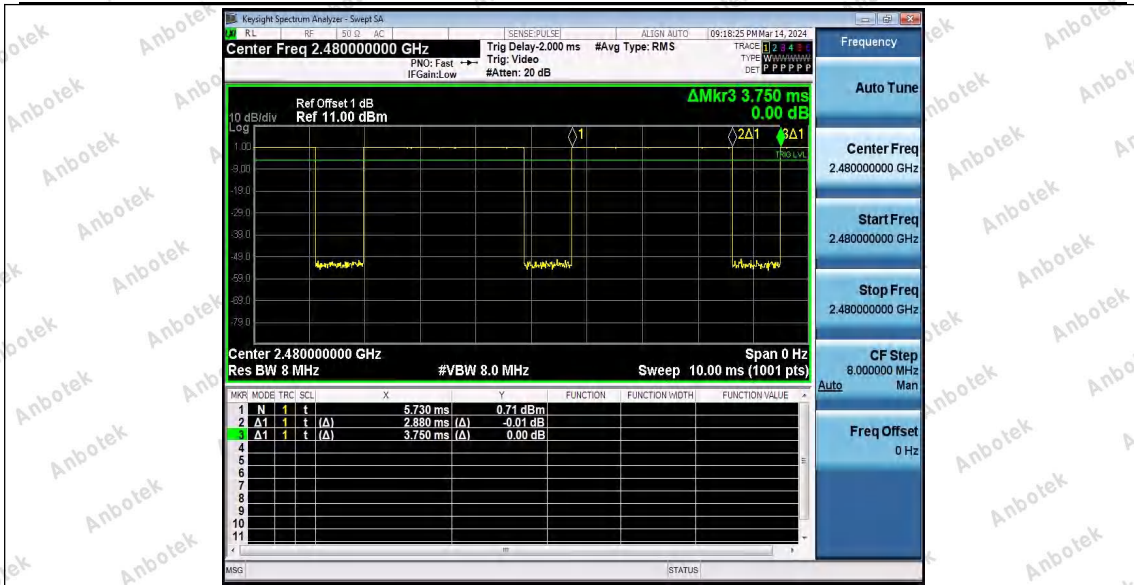 Keysight Spectrum Analyzer - Swept SA
RL RF 50 Ω AC SENSE:PULSE ALIGN AUTO 09:18:25 PM Mar 14, 2024
Center Freq 2.480000000 GHz
PNO: Fast
IFGain:Low
Trig Delay-2.000 ms
Trig: Video
#Atten: 20 dB
#Avg Type: RMS
TRACE 1 2 3 4 5 6
TYPE WWWWWW
DET P P P P P P
ΔMkr3 3.750 ms
0.00 dB
Ref Offset 1 dB
10 dB/div Ref 11.00 dBm
Log
1
2Δ1
3Δ1
TRIG LVL
1.00
-9.00
-19.0
-29.0
-39.0
-49.0
-59.0
-69.0
-79.0
Center 2.480000000 GHz Span 0 Hz
Res BW 8 MHz #VBW 8.0 MHz Sweep 10.00 ms (1001 pts)
MKR MODE TRC SCL X Y FUNCTION FUNCTION WIDTH FUNCTION VALUE
1 N 1 t 5.730 ms 0.71 dBm
2 Δ1 1 t (Δ) 2.880 ms (Δ) -0.01 dB
3 Δ1 1 t (Δ) 3.750 ms (Δ) 0.00 dB
4
5
6
7
8
9
10
11
MSG STATUS
Frequency
Auto Tune
Center Freq
2.480000000 GHz
Start Freq
2.480000000 GHz
Stop Freq
2.480000000 GHz
CF Step
8.000000 MHz
Auto Man
Freq Offset
0 Hz
Anbotek